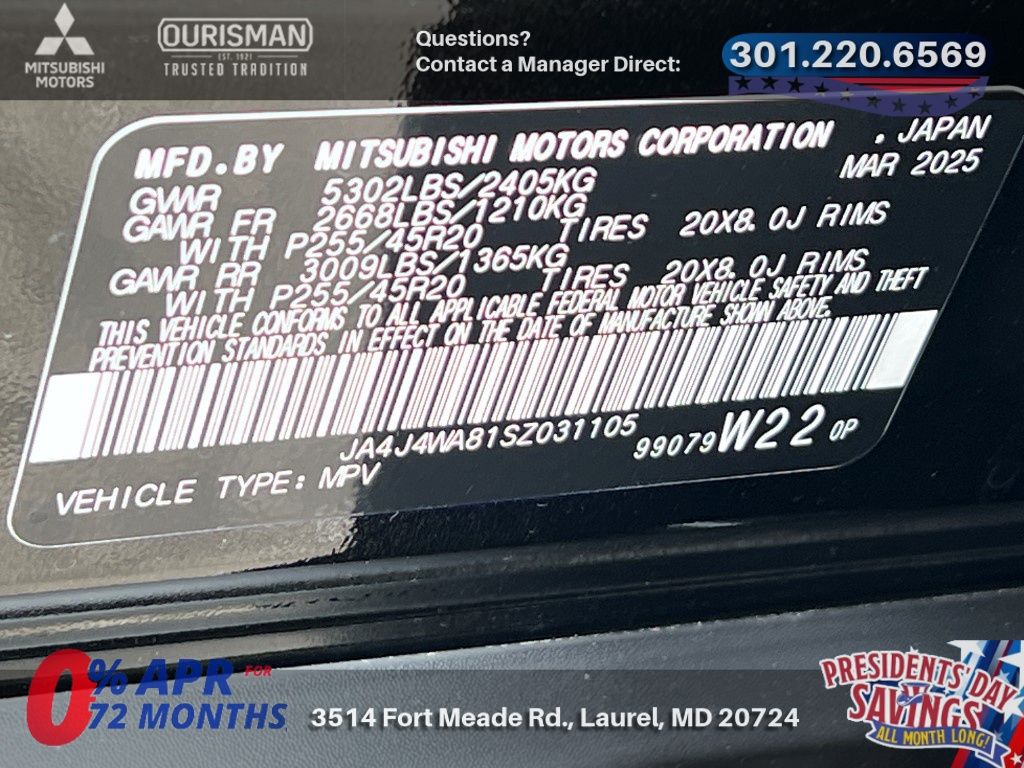 MITSUBISHI
MOTORS
OURISMAN
EST. 1921
TRUSTED TRADITION
Questions?
Contact a Manager Direct:
301.220.6569
MFD.BY MITSUBISHI MOTORS CORPORATION . JAPAN
GVWR 5302LBS/2405KG MAR 2025
GAWR FR 2668LBS/1210KG
WITH P255/45R20 TIRES 20X8.0J RIMS
GAWR RR 3009LBS/1365KG
WITH P255/45R20 TIRES 20X8.0J RIMS
THIS VEHICLE CONFORMS TO ALL APPLICABLE FEDERAL MOTOR VEHICLE SAFETY AND THEFT
PREVENTION STANDARDS IN EFFECT ON THE DATE OF MANUFACTURE SHOWN ABOVE.
JA4J4WA81SZ031105
99079 W22 OP
VEHICLE TYPE: MPV
0% APR FOR
72 MONTHS
3514 Fort Meade Rd., Laurel, MD 20724
PRESIDENTS' DAY
SAVINGS
ALL MONTH LONG!